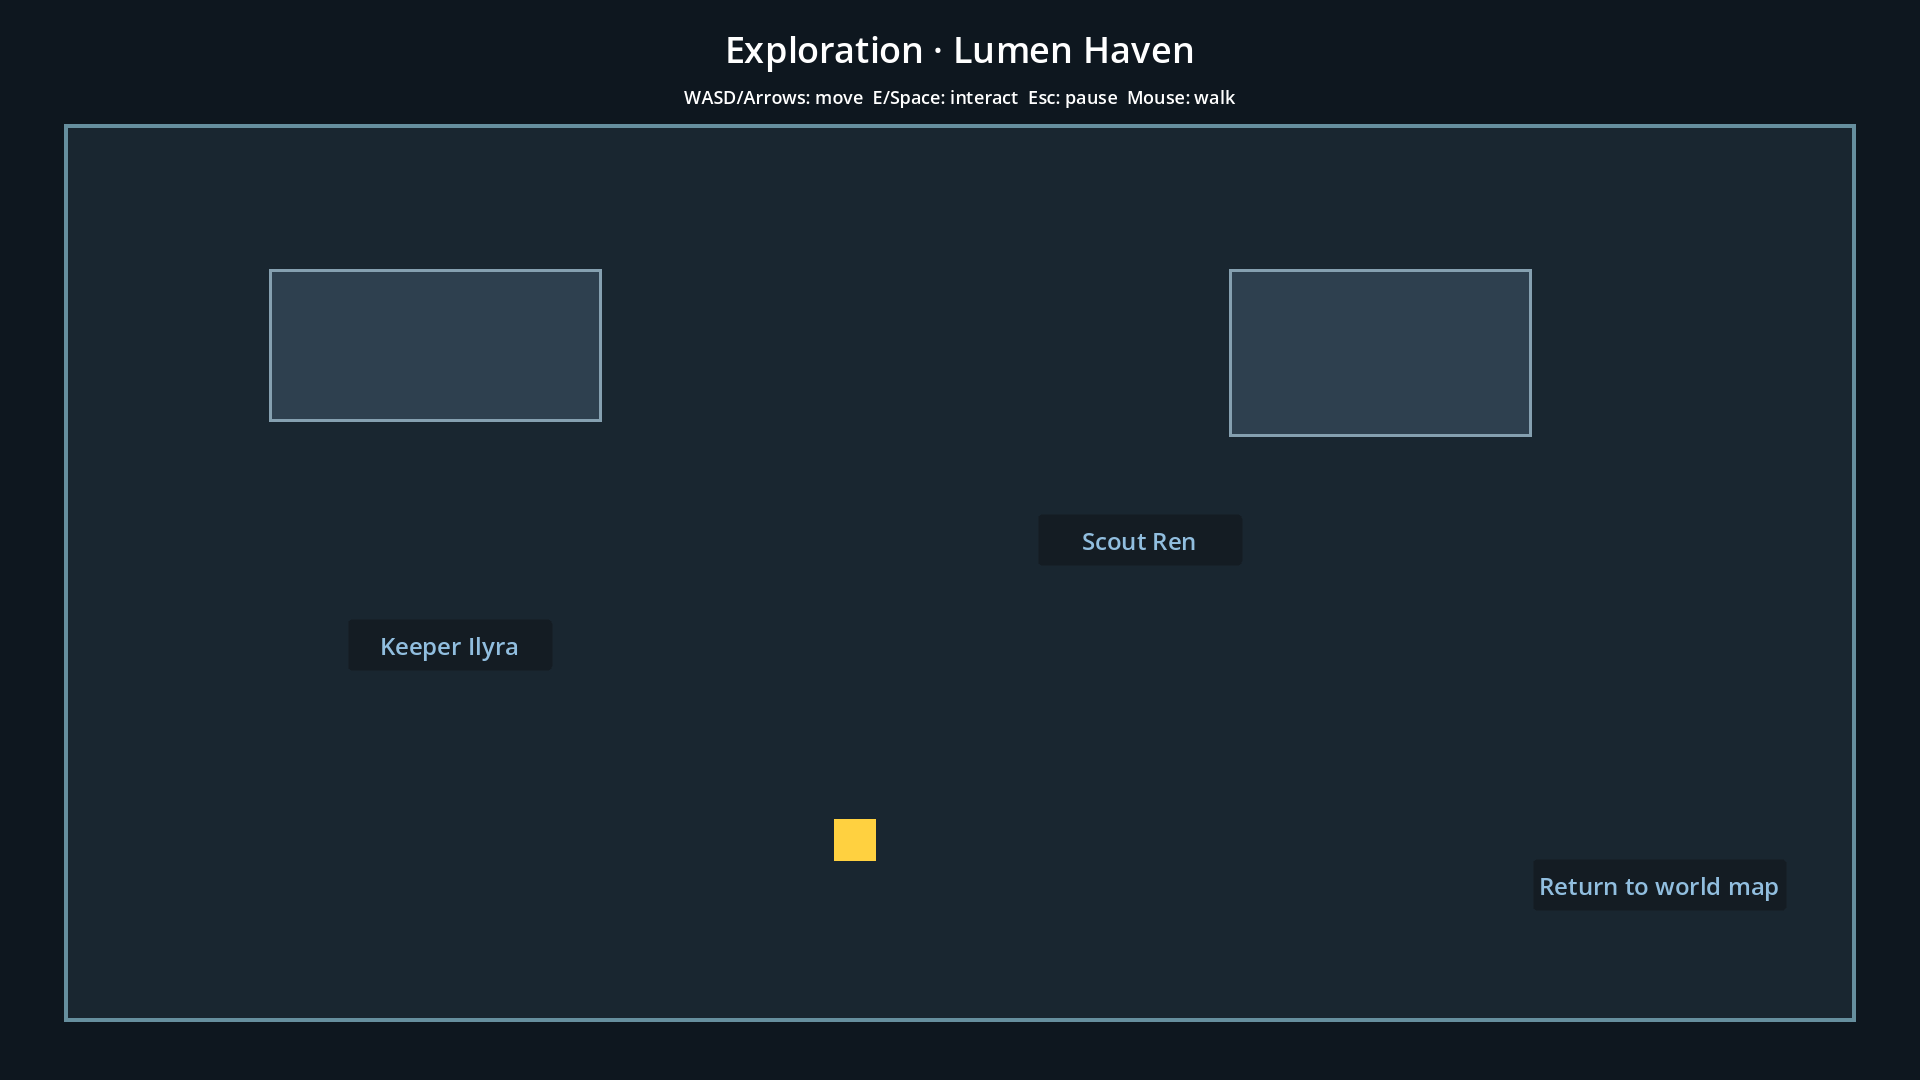 Exploration · Lumen Haven
WASD/Arrows: move  E/Space: interact  Esc: pause  Mouse: walk
Scout Ren
Keeper Ilyra
Return to world map